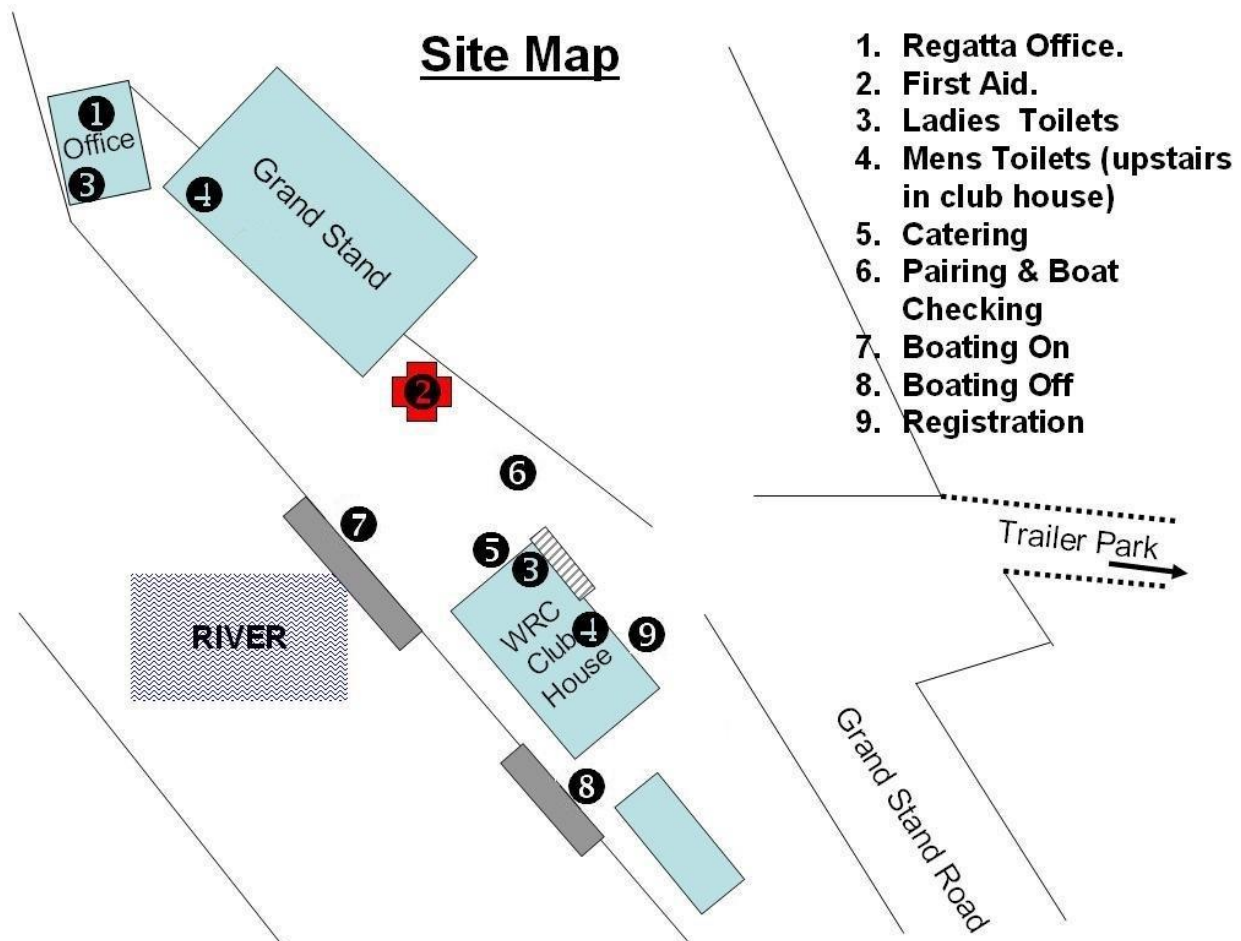 Site Map
1. Regatta Office.
2. First Aid.
3. Ladies Toilets
4. Mens Toilets (upstairs
in club house)
5. Catering
6. Pairing & Boat
Checking
7. Boating On
8. Boating Off
9. Registration
1
Office
3
4
Grand Stand
2
6
7
5
3
WRC
Club
House
4
9
8
RIVER
Trailer Park
Grand Stand Road